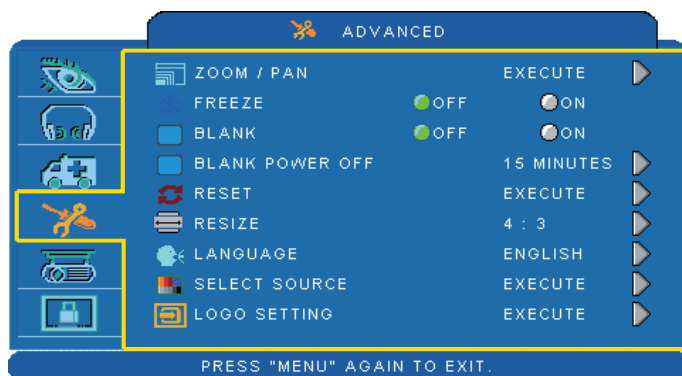 ADVANCED
ZOOM / PAN EXECUTE
FREEZE OFF ON
BLANK OFF ON
BLANK POWER OFF 15 MINUTES
RESET EXECUTE
RESIZE 4 : 3
LANGUAGE ENGLISH
SELECT SOURCE EXECUTE
LOGO SETTING EXECUTE
PRESS "MENU" AGAIN TO EXIT.